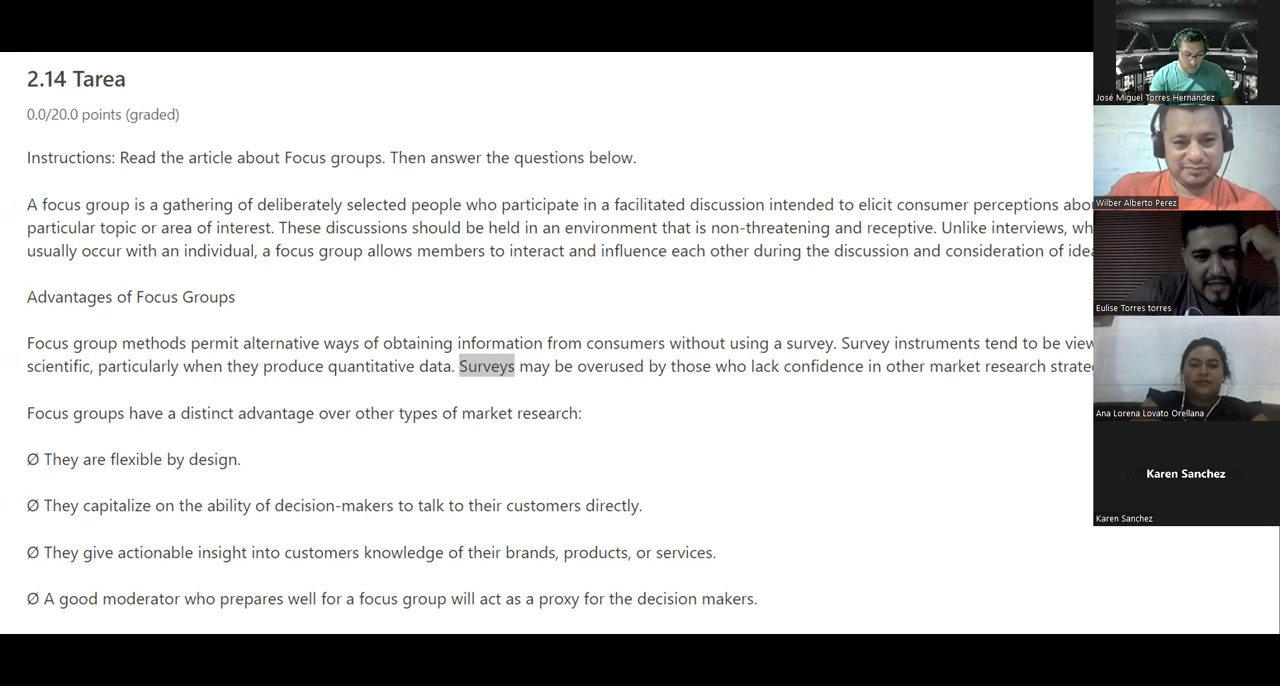 2.14 Tarea
0.0/20.0 points (graded)
Instructions: Read the article about Focus groups. Then answer the questions below.
A focus group is a gathering of deliberately selected people who participate in a facilitated discussion intended to elicit consumer perceptions
particular topic or area of interest. These discussions should be held in an environment that is non-threatening and receptive. Unlike interviews,
usually occur with an individual, a focus group allows members to interact and influence each other during the discussion and consideration of
Advantages of Focus Groups
Focus group methods permit alternative ways of obtaining information from consumers without using a survey. Survey instruments tend to be
scientific, particularly when they produce quantitative data. Surveys may be overused by those who lack confidence in other market research
Focus groups have a distinct advantage over other types of market research:
Ø They are flexible by design.
Ø They capitalize on the ability of decision-makers to talk to their customers directly.
Ø They give actionable insight into customers knowledge of their brands, products, or services.
Ø A good moderator who prepares well for a focus group will act as a proxy for the decision makers.
José Miguel Torres Hernández
Wilber Alberto Perez
Eulise Torres torres
Ana Lorena Lovato Orellana
Karen Sanchez
Karen Sanchez